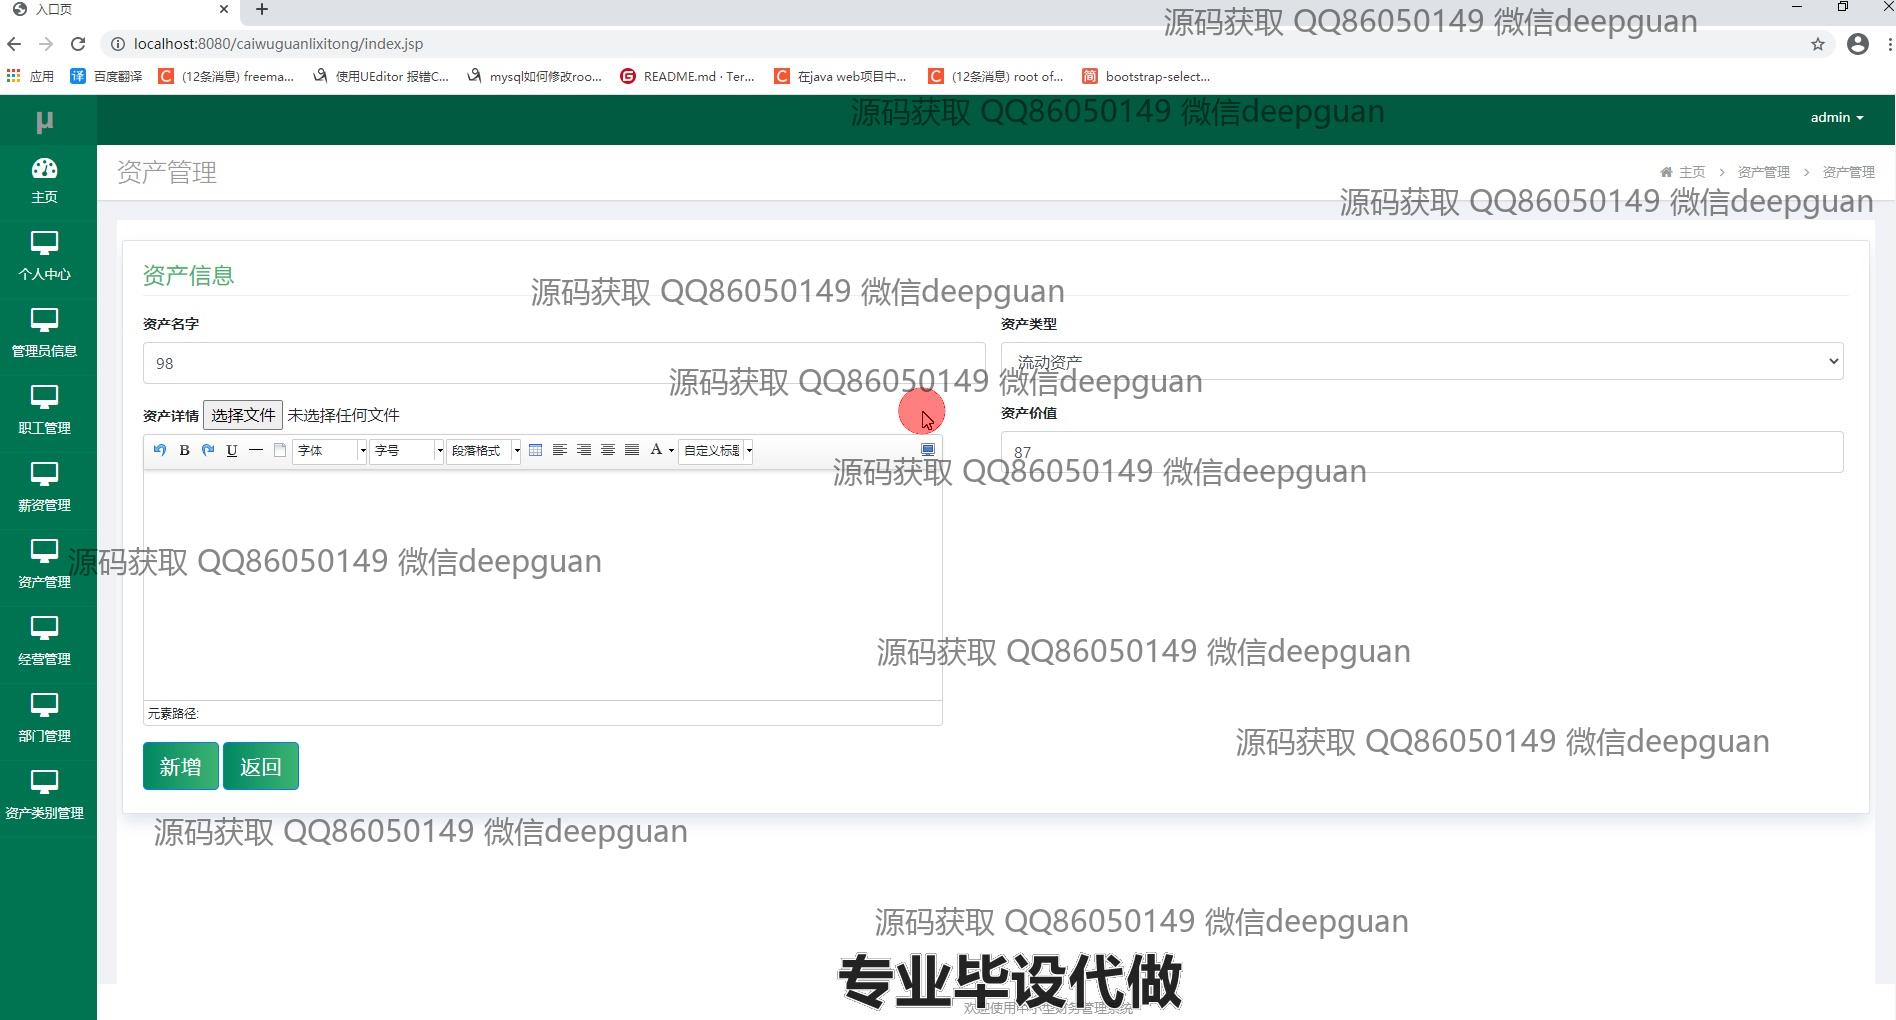 入口页
源码获取 QQ86050149 微信deepguan
localhost:8080/caiwuguanlixitong/index.jsp
应用 百度翻译 (12条消息) freema... 使用UEditor 报错C... mysql如何修改roo... README.md · Ter... 在java web项目中... (12条消息) root of... bootstrap-select...
μ
源码获取 QQ86050149 微信deepguan
admin
资产管理
主页 > 资产管理 > 资产管理
源码获取 QQ86050149 微信deepguan
主页
个人中心
管理员信息
职工管理
薪资管理
资产管理
经营管理
部门管理
资产类别管理
资产信息
源码获取 QQ86050149 微信deepguan
资产名字
资产类型
98
流动资产
源码获取 QQ86050149 微信deepguan
资产详情 选择文件 未选择任何文件
资产价值
B U 字体 字号 段落格式 A 自定义标题
87
源码获取 QQ86050149 微信deepguan
源码获取 QQ86050149 微信deepguan
源码获取 QQ86050149 微信deepguan
元素路径:
源码获取 QQ86050149 微信deepguan
新增 返回
源码获取 QQ86050149 微信deepguan
源码获取 QQ86050149 微信deepguan
专业毕设代做
欢迎使用中小型财务管理系统